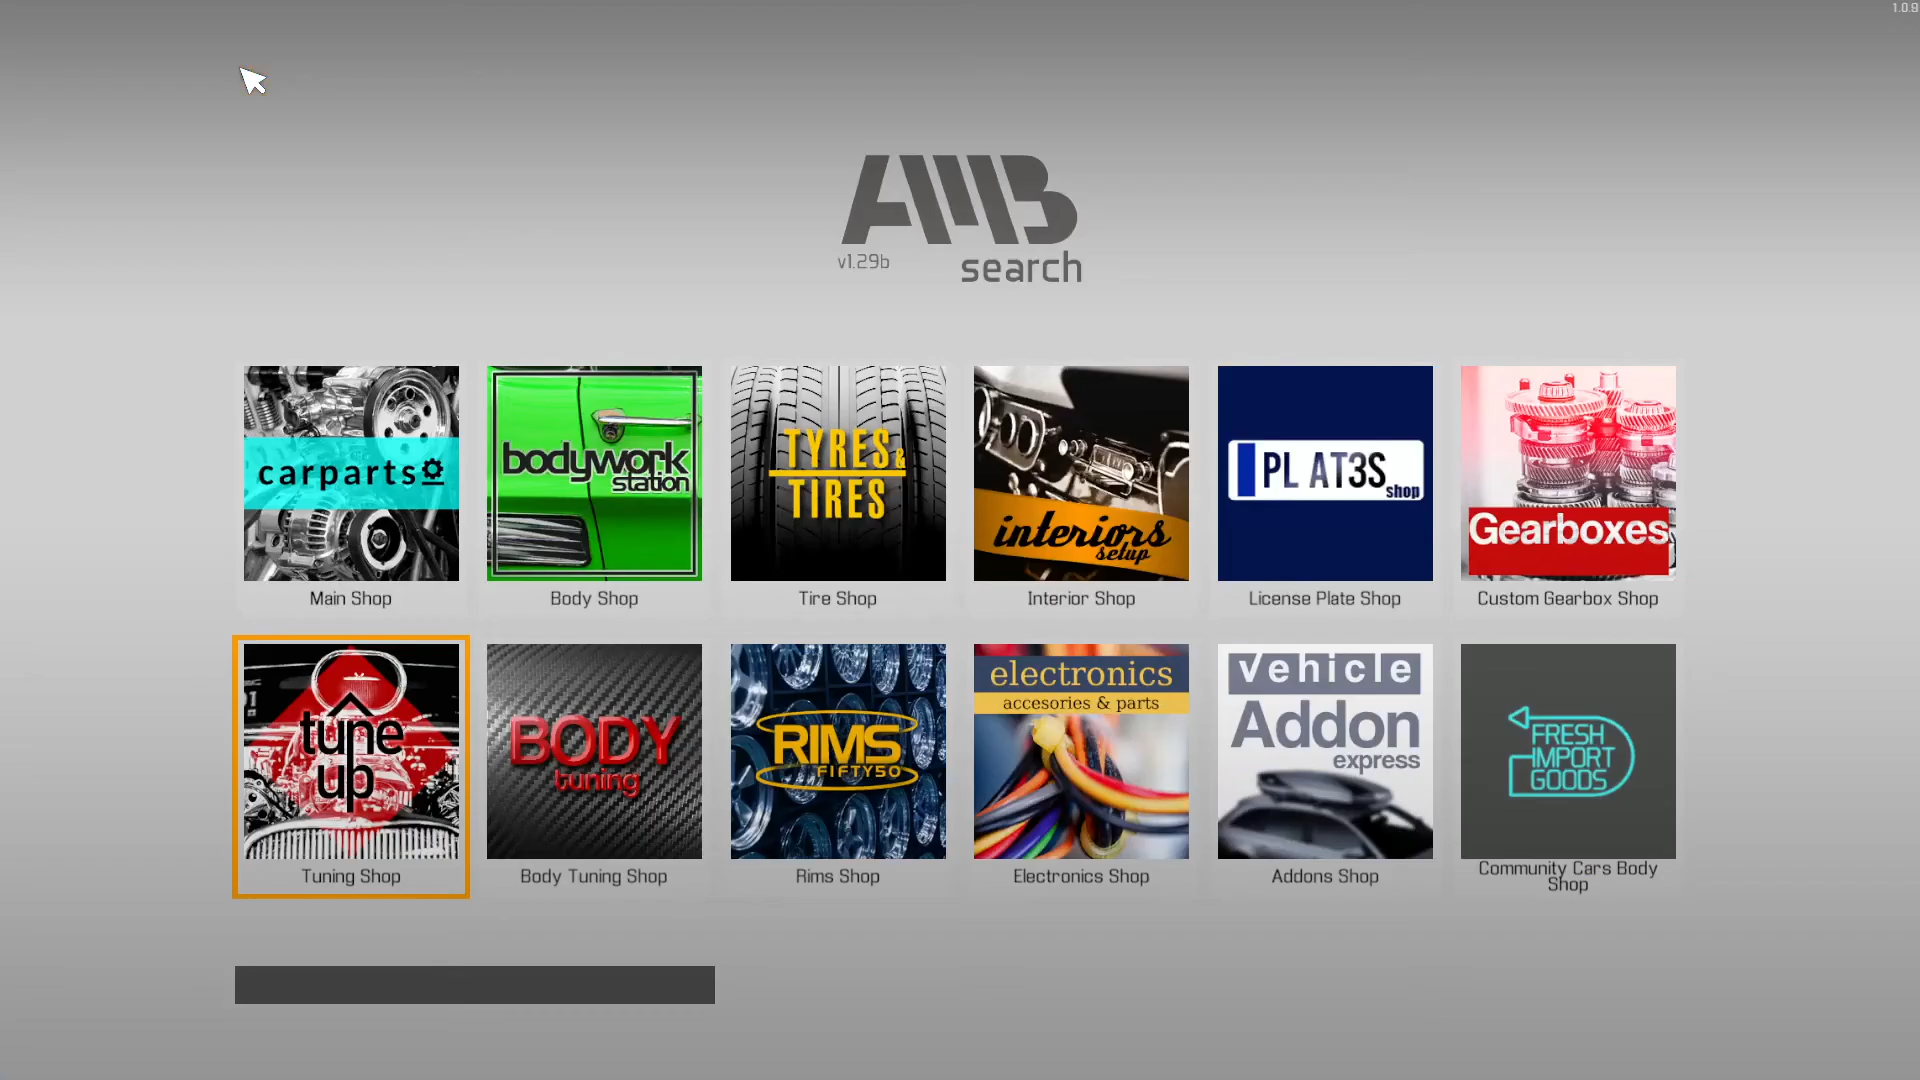 1.0.9
AMB
v1.29b
search
carparts
bodywork
station
TYRES &
TIRES
interiors
setup
PL AT3S
shop
Gearboxes
Main Shop
Body Shop
Tire Shop
Interior Shop
License Plate Shop
Custom Gearbox Shop
tune
up
BODY
tuning
RIMS
FIFTY50
electronics
accesories & parts
vehicle
Addon
express
FRESH
IMPORT
GOODS
Tuning Shop
Body Tuning Shop
Rims Shop
Electronics Shop
Addons Shop
Community Cars Body
Shop